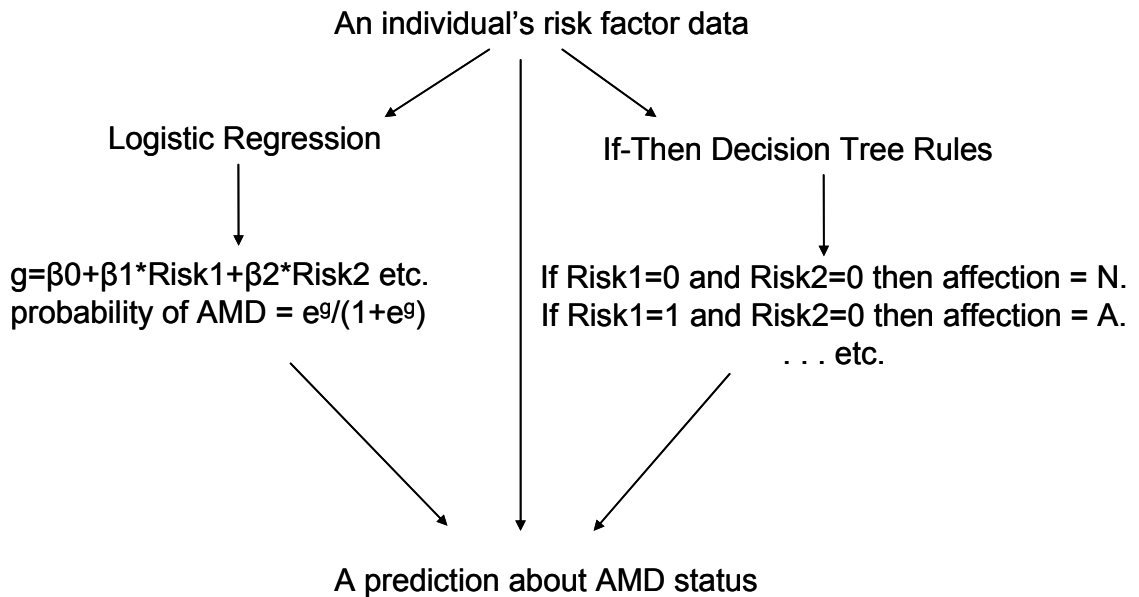 An individual's risk factor data
Logistic Regression
If-Then Decision Tree Rules
g=β0+β1*Risk1+β2*Risk2 etc.
probability of AMD = eᵍ/(1+eᵍ)
If Risk1=0 and Risk2=0 then affection = N.
If Risk1=1 and Risk2=0 then affection = A.
. . . etc.
A prediction about AMD status